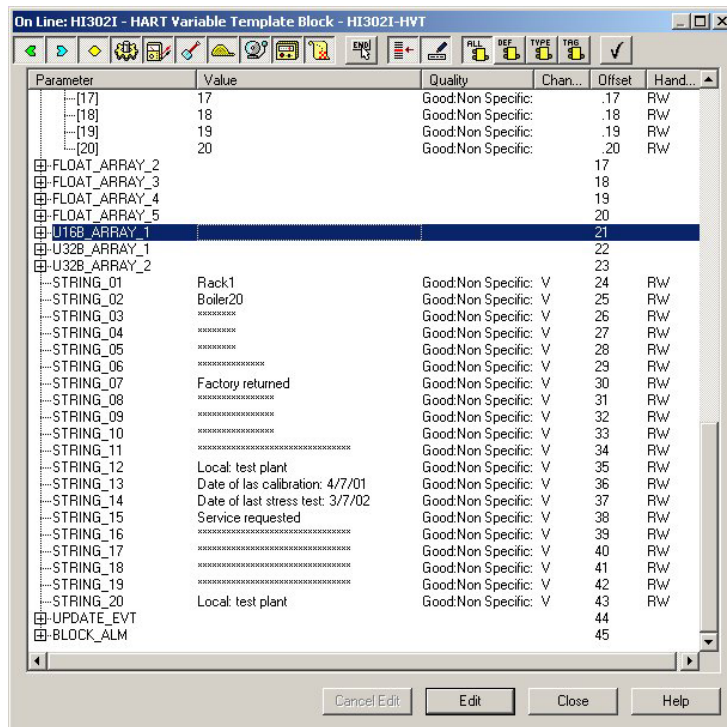 On Line: HI302I - HART Variable Template Block - HI302I-HVT
END ALL DEF TYPE TAG
Parameter Value Quality Chan... Offset Hand...
[17] 17 Good:Non Specific: .17 RW
[18] 18 Good:Non Specific: .18 RW
[19] 19 Good:Non Specific: .19 RW
[20] 20 Good:Non Specific: .20 RW
FLOAT_ARRAY_2 17
FLOAT_ARRAY_3 18
FLOAT_ARRAY_4 19
FLOAT_ARRAY_5 20
U16B_ARRAY_1 21
U32B_ARRAY_1 22
U32B_ARRAY_2 23
STRING_01 Rack1 Good:Non Specific: V 24 RW
STRING_02 Boiler20 Good:Non Specific: V 25 RW
STRING_03 ******** Good:Non Specific: V 26 RW
STRING_04 ******** Good:Non Specific: V 27 RW
STRING_05 ******** Good:Non Specific: V 28 RW
STRING_06 ************** Good:Non Specific: V 29 RW
STRING_07 Factory returned Good:Non Specific: V 30 RW
STRING_08 **************** Good:Non Specific: V 31 RW
STRING_09 **************** Good:Non Specific: V 32 RW
STRING_10 **************** Good:Non Specific: V 33 RW
STRING_11 ******************************** Good:Non Specific: V 34 RW
STRING_12 Local: test plant Good:Non Specific: V 35 RW
STRING_13 Date of las calibration: 4/7/01 Good:Non Specific: V 36 RW
STRING_14 Date of last stress test: 3/7/02 Good:Non Specific: V 37 RW
STRING_15 Service requested Good:Non Specific: V 38 RW
STRING_16 ******************************** Good:Non Specific: V 39 RW
STRING_17 ******************************** Good:Non Specific: V 40 RW
STRING_18 ******************************** Good:Non Specific: V 41 RW
STRING_19 ******************************** Good:Non Specific: V 42 RW
STRING_20 Local: test plant Good:Non Specific: V 43 RW
UPDATE_EVT 44
BLOCK_ALM 45
Cancel Edit Edit Close Help